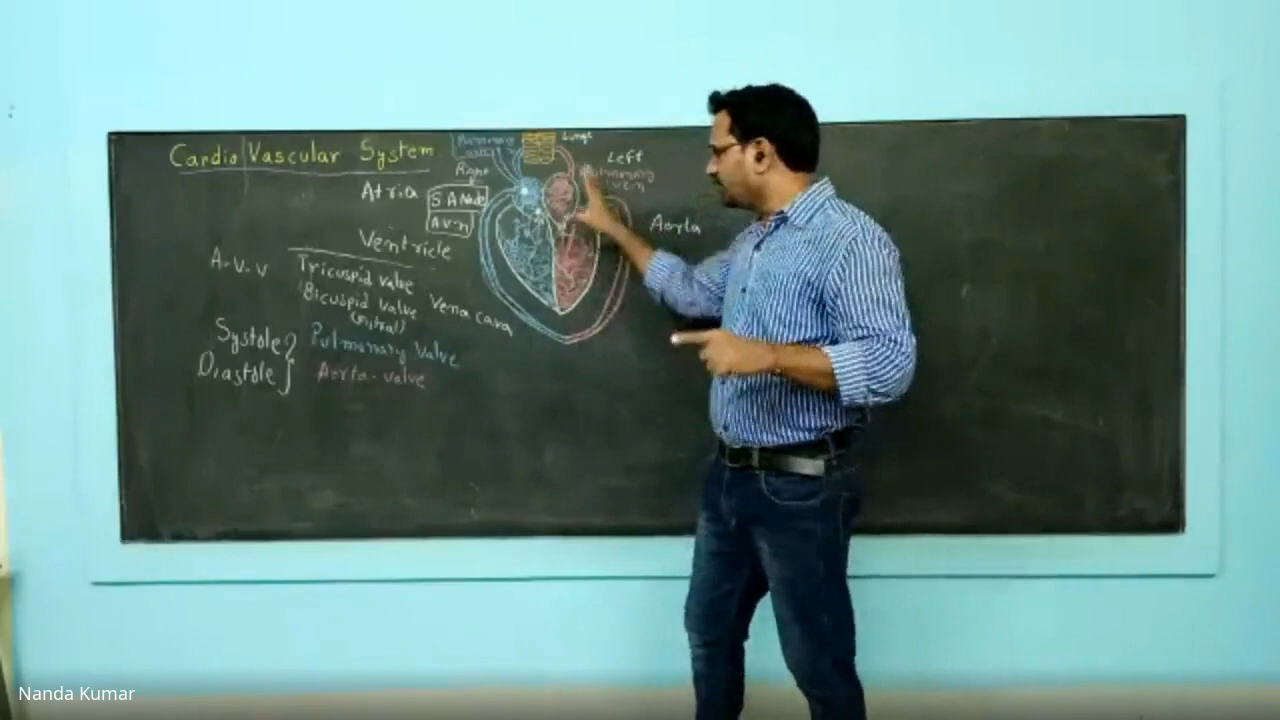 Cardio Vascular System
Pulmonary
Lungs
Right
Left
Pulmonary
vein
Atria
S A Node
A V-n
Aorta
Ventricle
A-V-V
Tricuspid valve
Bicuspid valve
(mitral)
Vena cava
Systole
Diastole
Pulmonary Valve
Aorta-valve
Nanda Kumar